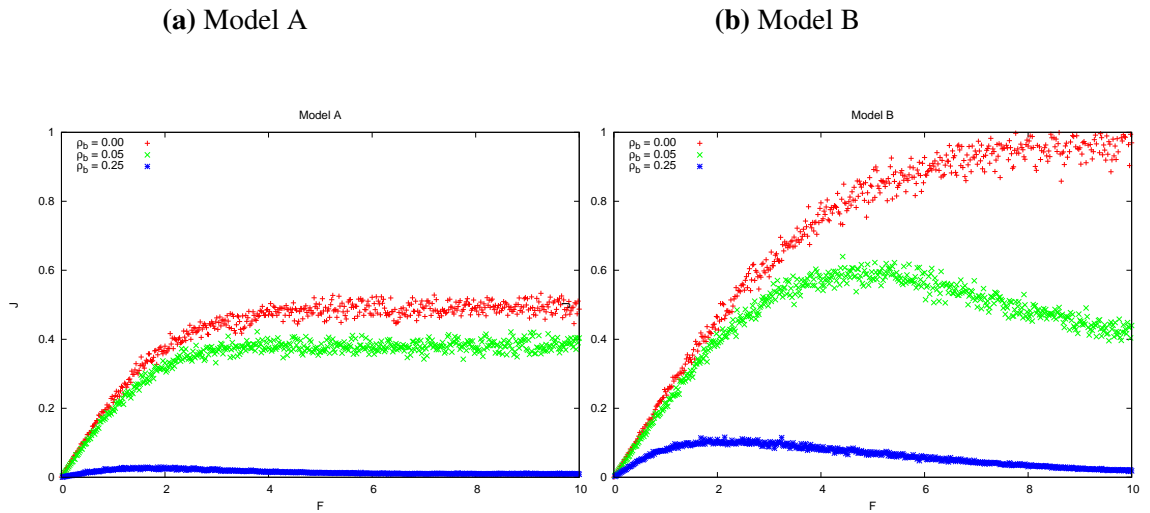 (a) Model A
(b) Model B
Model A
ρb = 0.00
ρb = 0.05
ρb = 0.25
1
0.8
0.6
0.4
0.2
0
0 2 4 6 8 10
J
F
Model B
ρb = 0.00
ρb = 0.05
ρb = 0.25
1
0.8
0.6
0.4
0.2
0
0 2 4 6 8 10
J
F